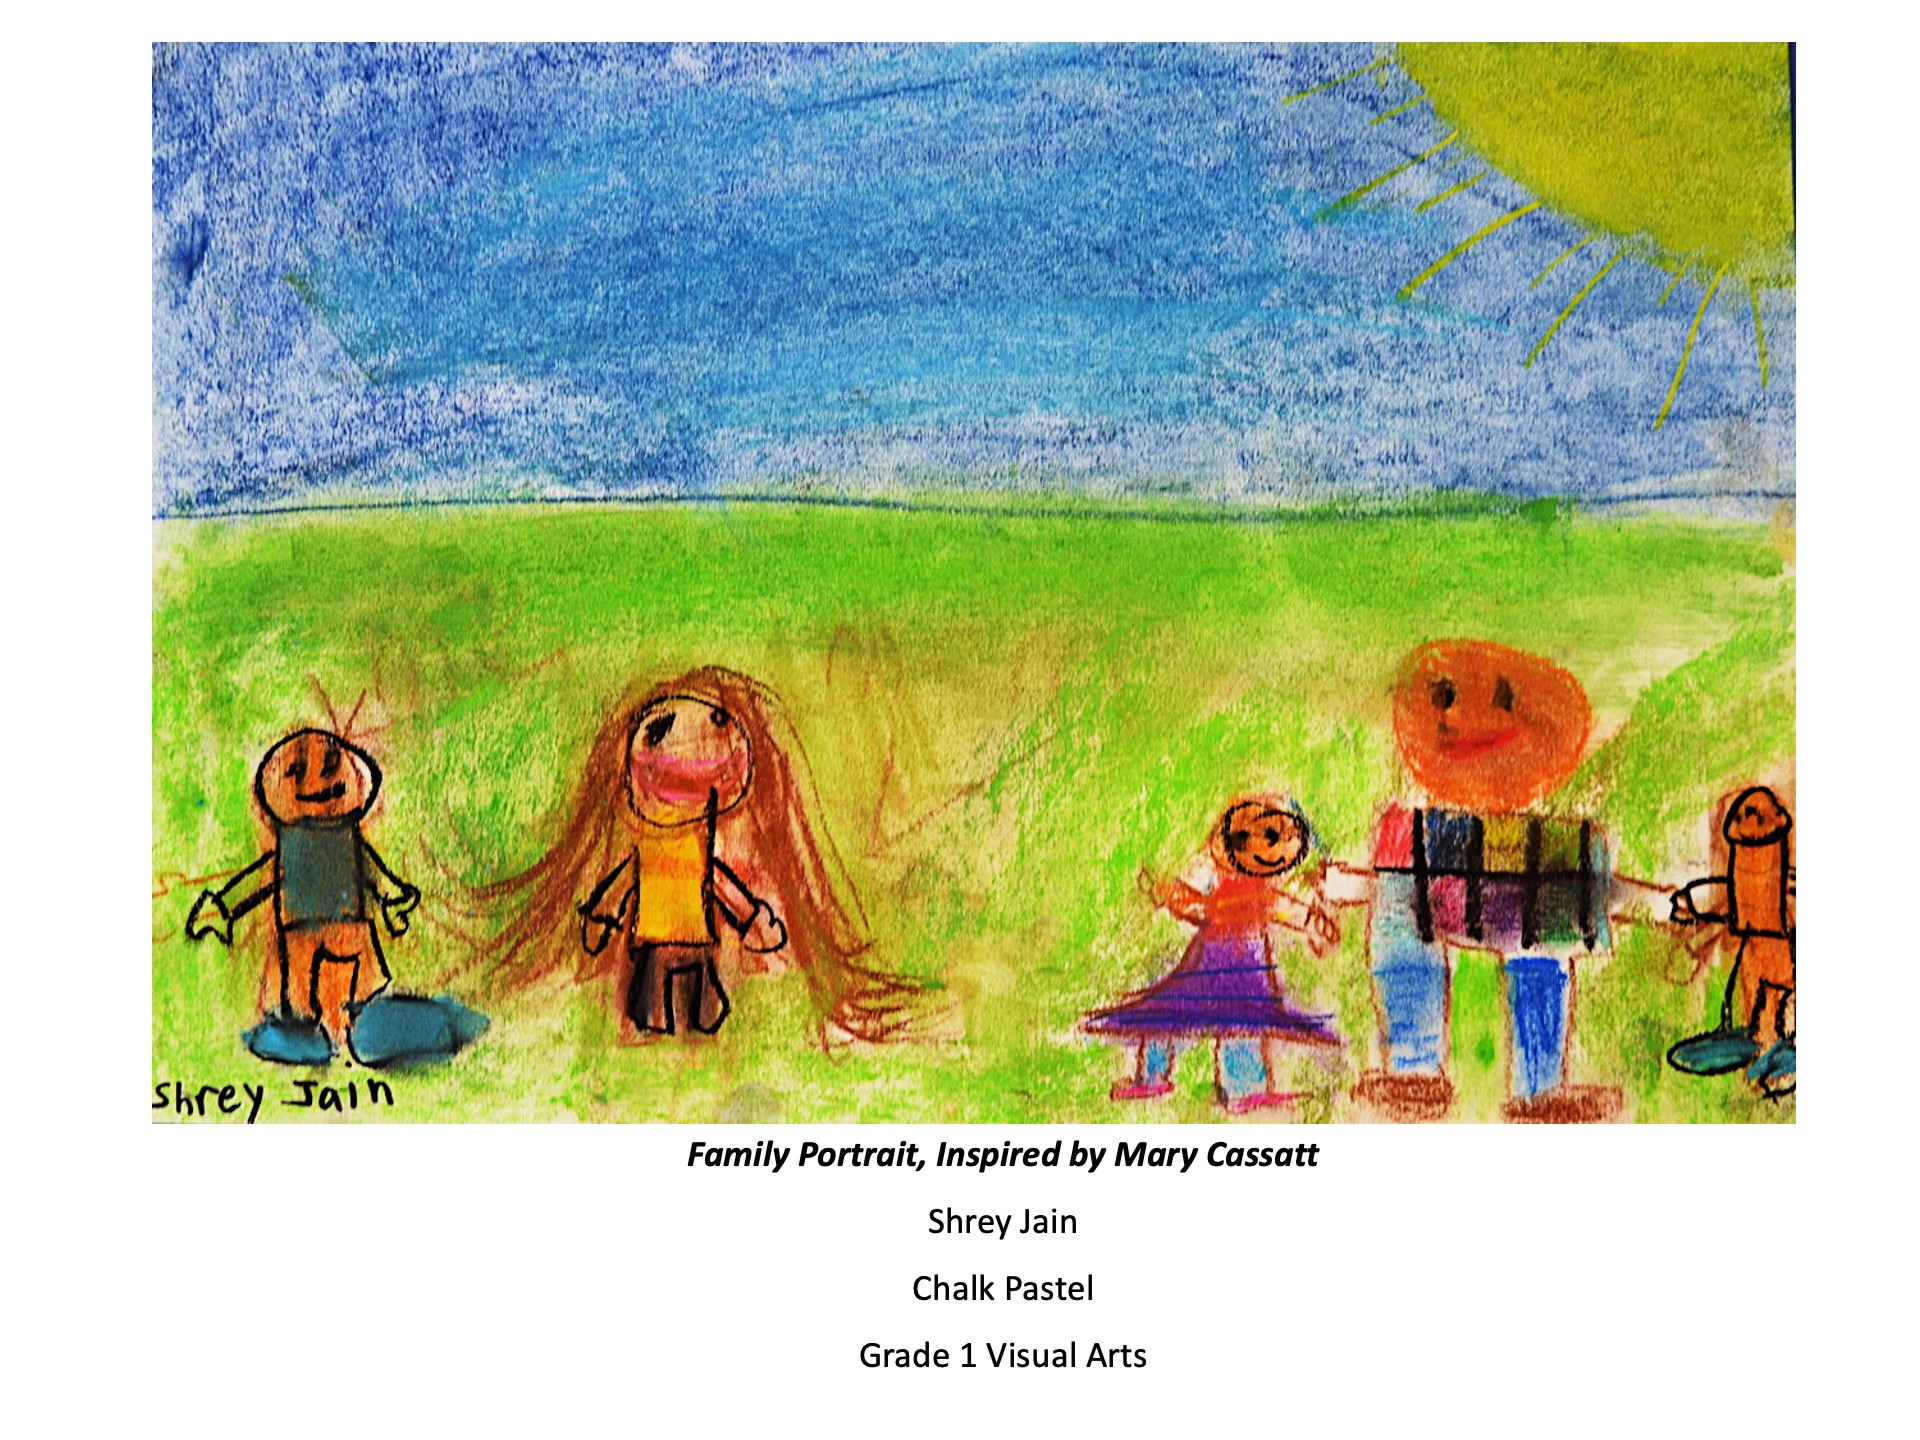 Shrey Jain
Family Portrait, Inspired by Mary Cassatt
Shrey Jain
Chalk Pastel
Grade 1 Visual Arts